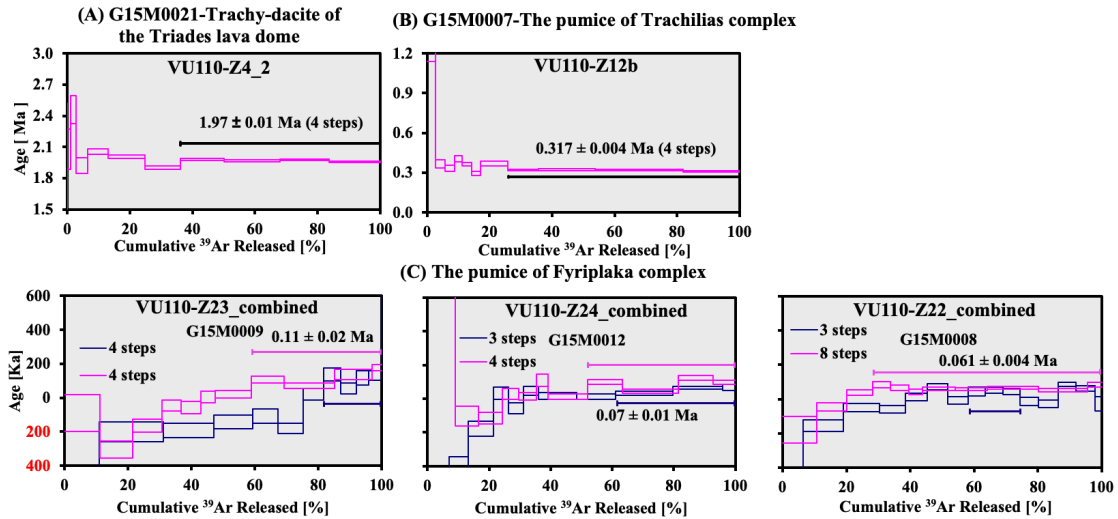 (A) G15M0021-Trachy-dacite of
the Triades lava dome
(B) G15M0007-The pumice of Trachilias complex
3.0
2.7
2.4
2.1
1.8
1.5
Age [ Ma]
VU110-Z4_2
1.97 ± 0.01 Ma (4 steps)
0 20 40 60 80 100
Cumulative ³⁹Ar Released [%]
1.2
0.9
0.6
0.3
0.0
VU110-Z12b
0.317 ± 0.004 Ma (4 steps)
0 20 40 60 80 100
Cumulative ³⁹Ar Released [%]
(C) The pumice of Fyriplaka complex
600
400
200
0
200
400
Age [Ka]
VU110-Z23_combined
G15M0009
0.11 ± 0.02 Ma
4 steps
4 steps
0 20 40 60 80 100
Cumulative ³⁹Ar Released [%]
VU110-Z24_combined
3 steps
G15M0012
4 steps
0.07 ± 0.01 Ma
0 20 40 60 80 100
Cumulative ³⁹Ar Released [%]
VU110-Z22_combined
3 steps
G15M0008
8 steps
0.061 ± 0.004 Ma
0 20 40 60 80 100
Cumulative ³⁹Ar Released [%]